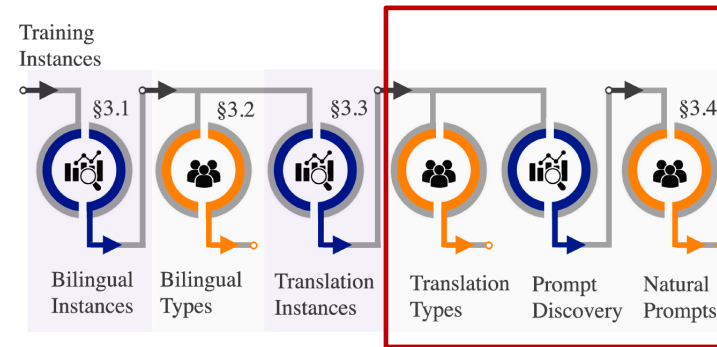 Training
Instances
§3.1
§3.2
§3.3
§3.4
Bilingual
Instances
Bilingual
Types
Translation
Instances
Translation
Types
Prompt
Discovery
Natural
Prompts